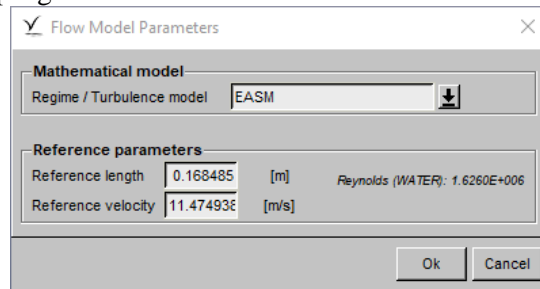 Flow Model Parameters
Mathematical model
Regime / Turbulence model EASM
Reference parameters
Reference length 0.168485 [m] Reynolds (WATER): 1.6260E+006
Reference velocity 11.474938 [m/s]
Ok Cancel